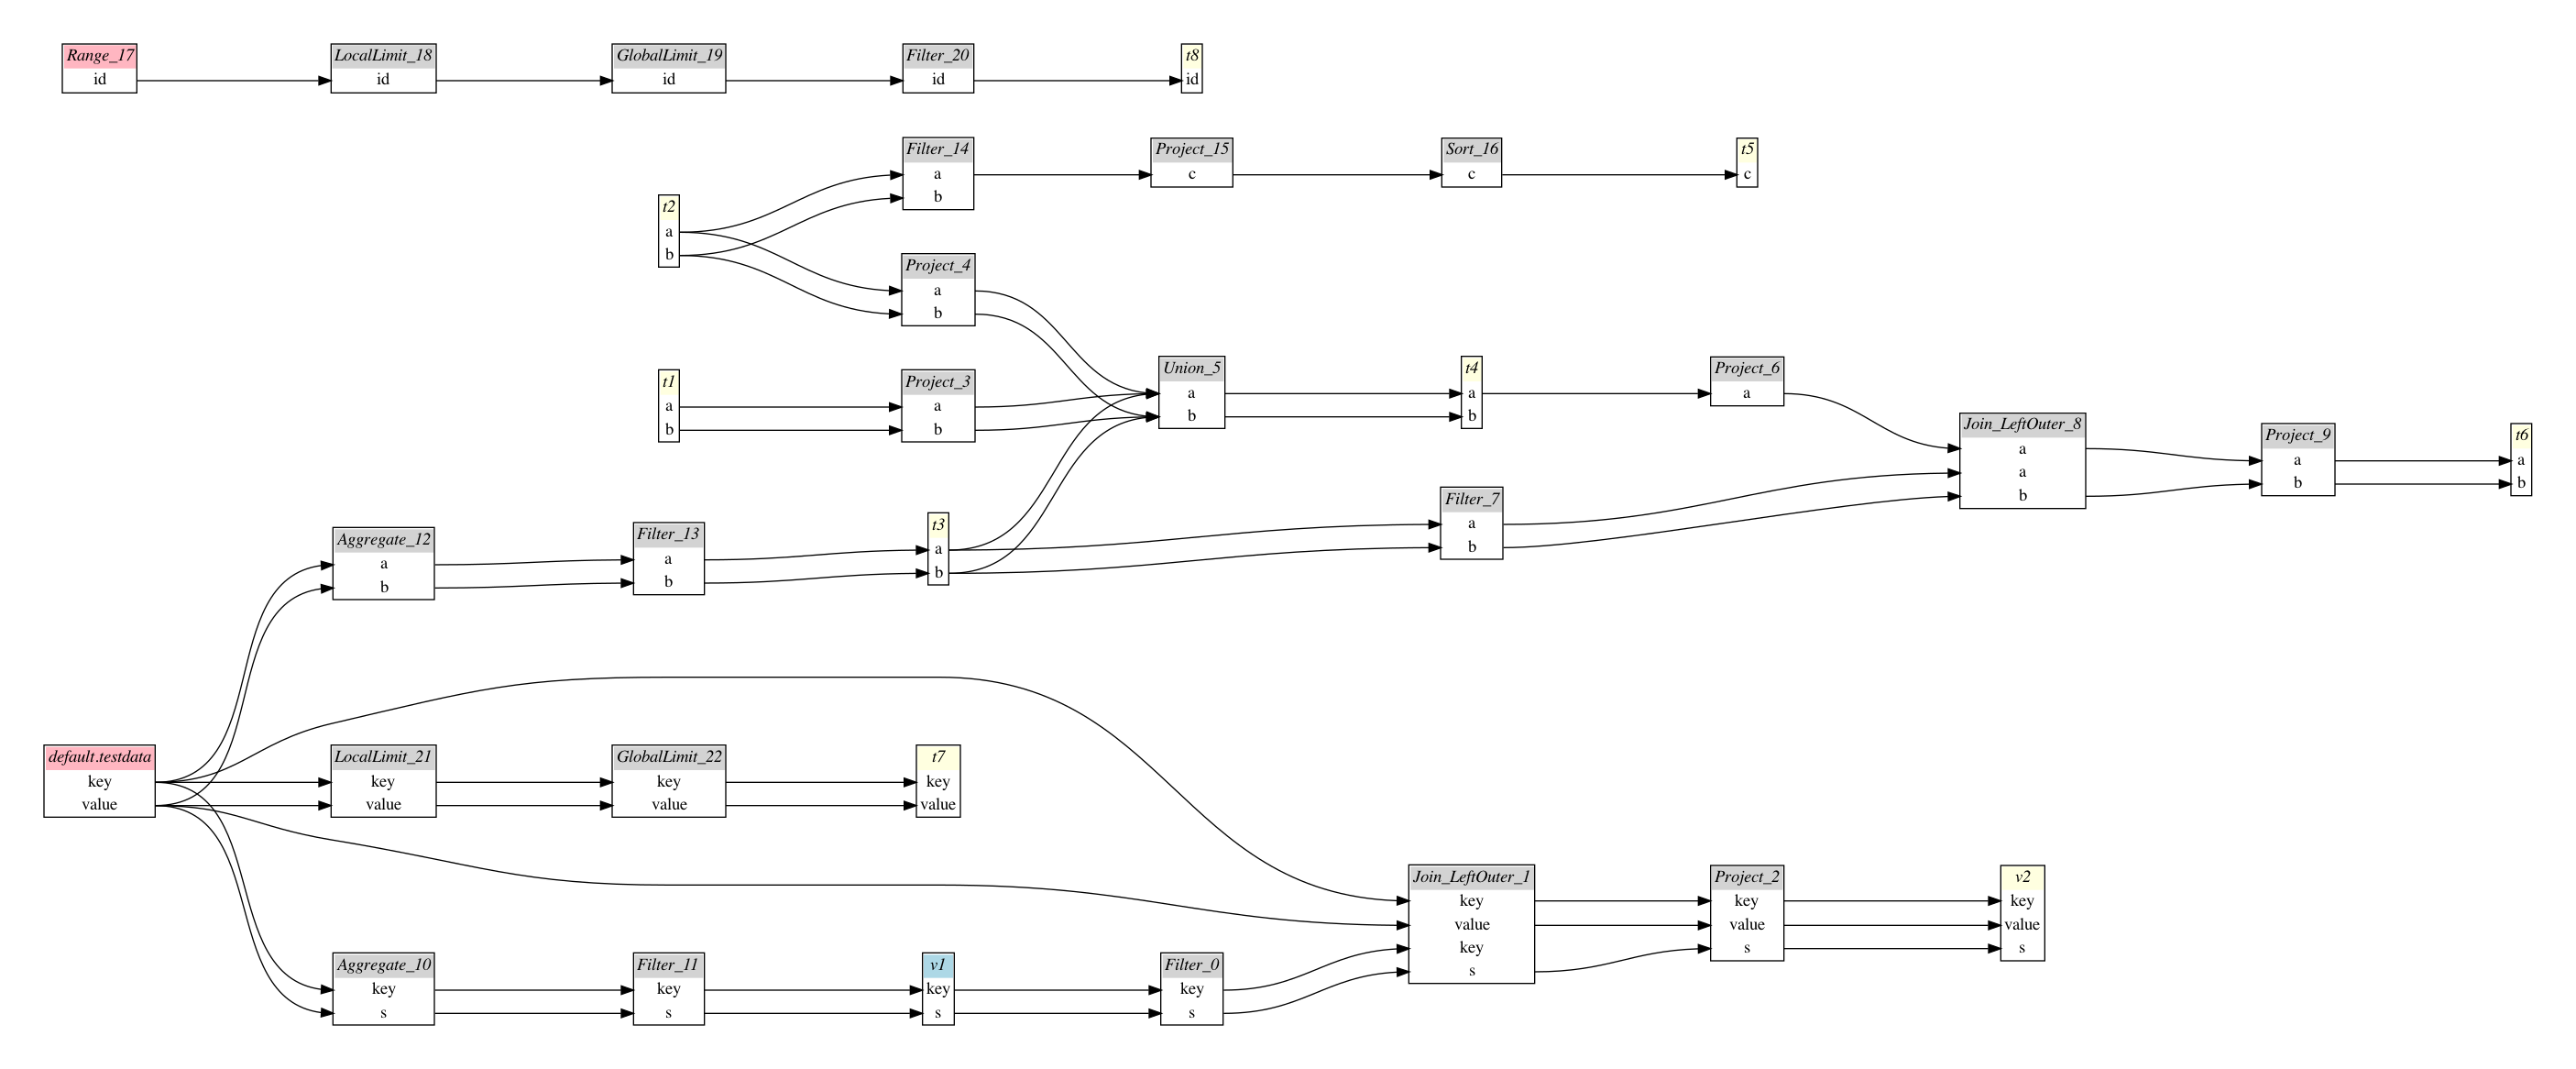 Range_17
id
LocalLimit_18
id
GlobalLimit_19
id
Filter_20
id
t8
id
Filter_14
a
b
Project_15
c
Sort_16
c
t5
c
t2
a
b
Project_4
a
b
t1
a
b
Project_3
a
b
Union_5
a
b
t4
a
b
Project_6
a
Join_LeftOuter_8
a
a
b
Project_9
a
b
t6
a
b
Aggregate_12
a
b
Filter_13
a
b
t3
a
b
Filter_7
a
b
default.testdata
key
value
LocalLimit_21
key
value
GlobalLimit_22
key
value
t7
key
value
Join_LeftOuter_1
key
value
key
s
Project_2
key
value
s
v2
key
value
s
Aggregate_10
key
s
Filter_11
key
s
v1
key
s
Filter_0
key
s